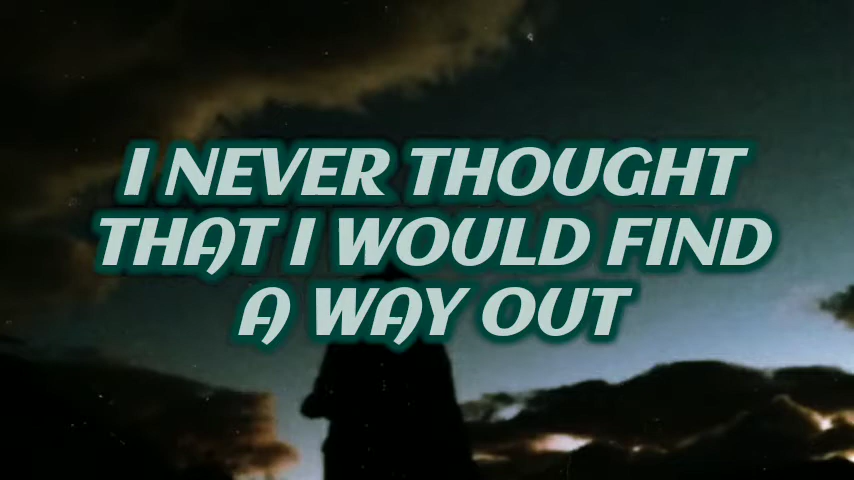 I NEVER THOUGHT
THAT I WOULD FIND
A WAY OUT